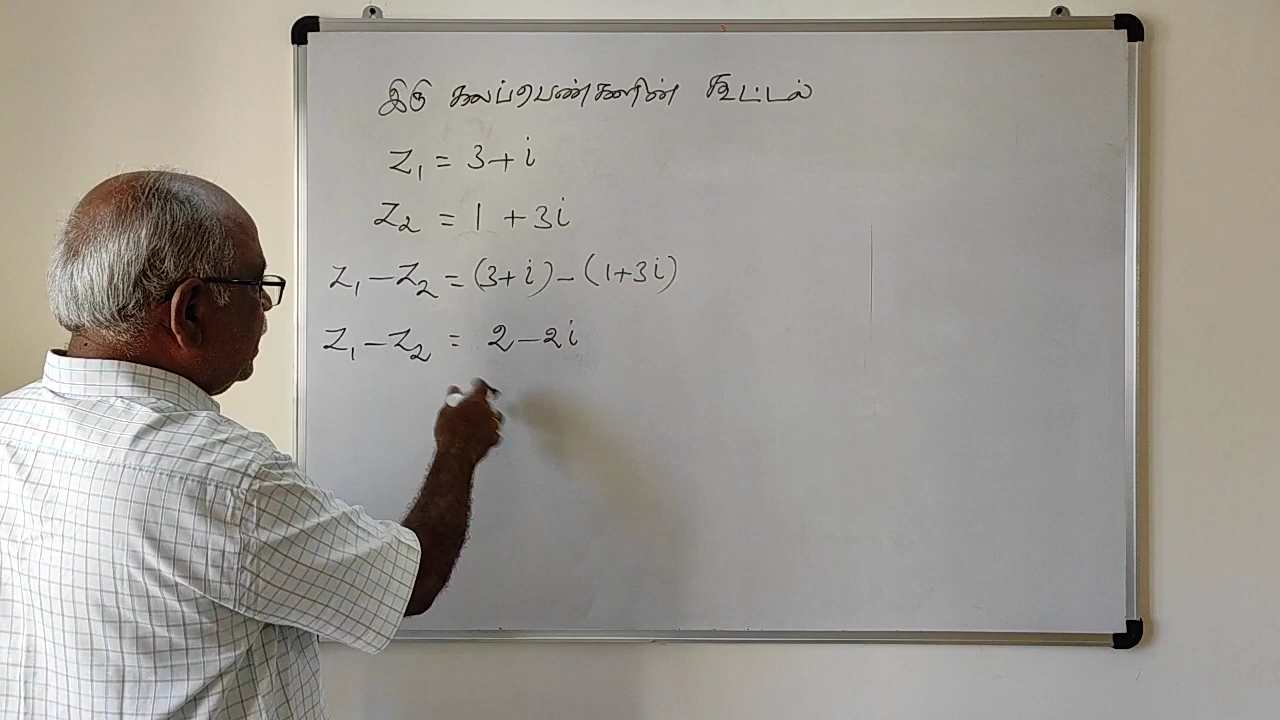 இரு கலப்பெண்களின் கூட்டல்
Z₁ = 3 + i
Z₂ = 1 + 3i
Z₁ − Z₂ = (3 + i) − (1 + 3i)
Z₁ − Z₂ = 2 − 2i